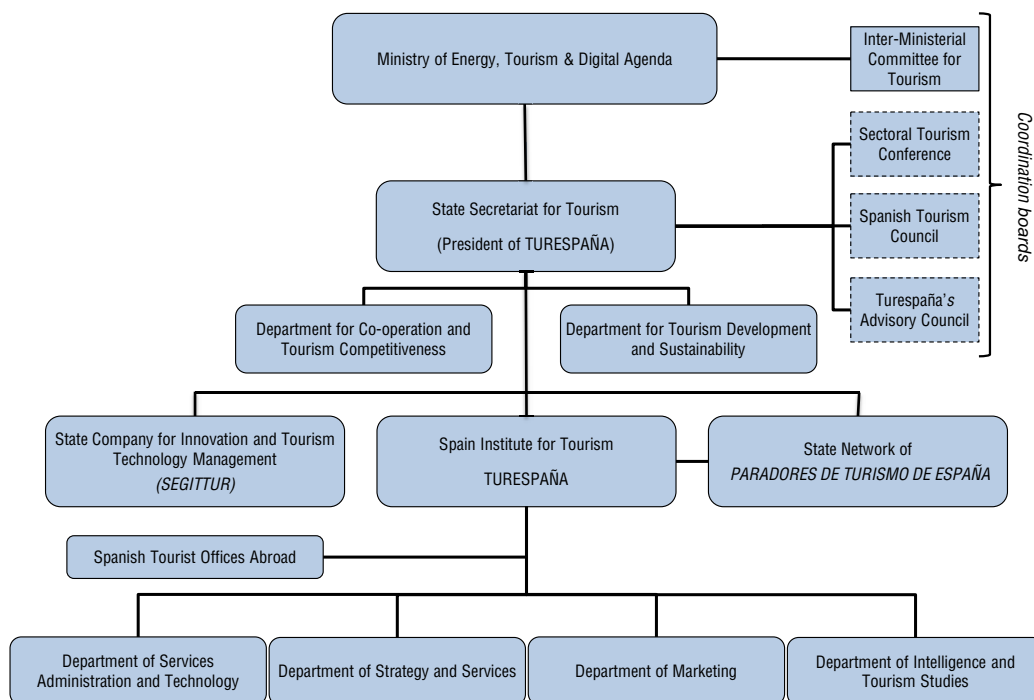 Ministry of Energy, Tourism & Digital Agenda
Inter-Ministerial
Committee for
Tourism
Coordination boards
Sectoral Tourism
Conference
State Secretariat for Tourism
(President of TURESPAÑA)
Spanish Tourism
Council
Turespaña's
Advisory Council
Department for Co-operation and
Tourism Competitiveness
Department for Tourism Development
and Sustainability
State Company for Innovation and Tourism
Technology Management
(SEGITTUR)
Spain Institute for Tourism
TURESPAÑA
State Network of
PARADORES DE TURISMO DE ESPAÑA
Spanish Tourist Offices Abroad
Department of Services
Administration and Technology
Department of Strategy and Services
Department of Marketing
Department of Intelligence and
Tourism Studies